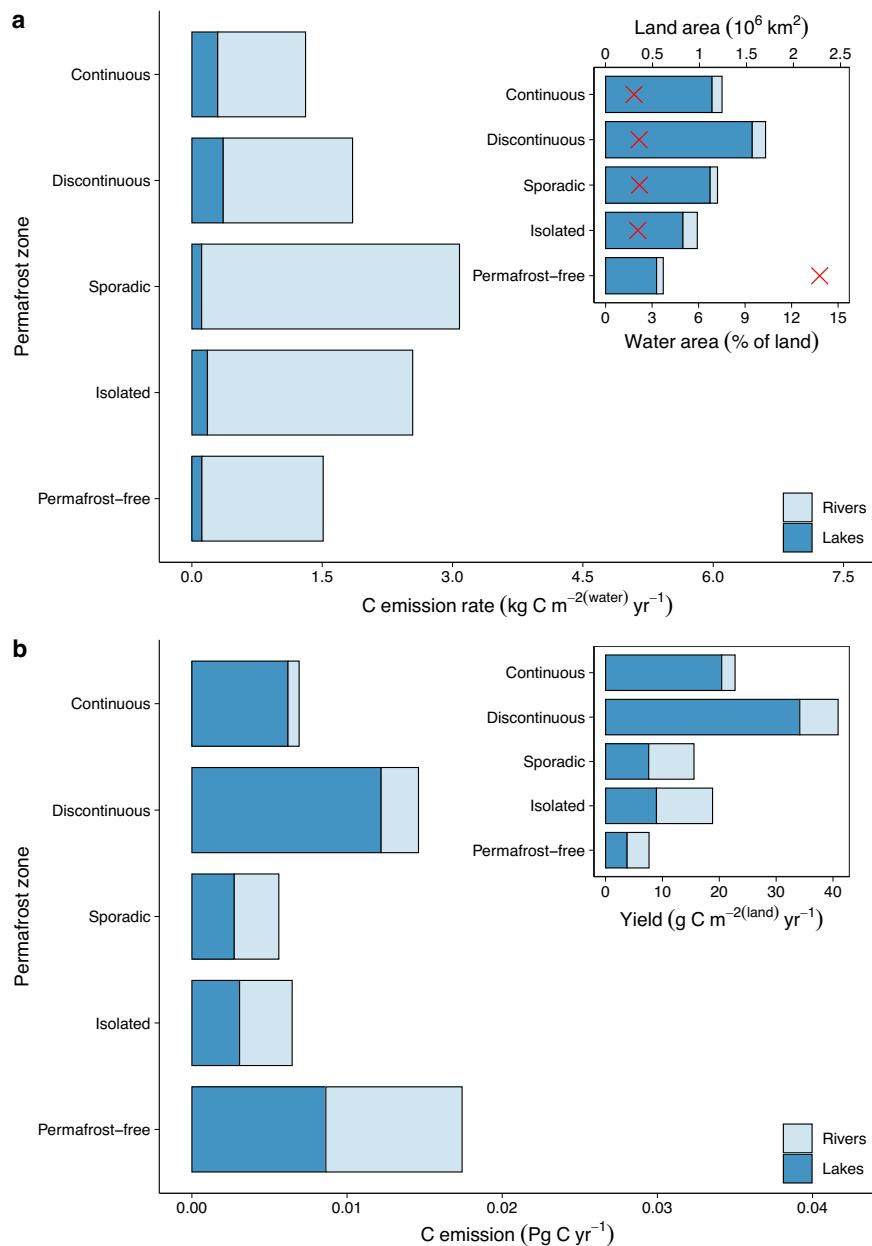 a
Land area (10⁶ km²)
0 0.5 1 1.5 2 2.5
Continuous
Discontinuous
Sporadic
Isolated
Permafrost−free
0 3 6 9 12 15
Water area (% of land)
Permafrost zone
Continuous
Discontinuous
Sporadic
Isolated
Permafrost−free
Rivers
Lakes
0.0 1.5 3.0 4.5 6.0 7.5
C emission rate (kg C m⁻²⁽ʷᵃᵗᵉʳ⁾ yr⁻¹)
b
Continuous
Discontinuous
Sporadic
Isolated
Permafrost−free
0 10 20 30 40
Yield (g C m⁻²⁽ˡᵃⁿᵈ⁾ yr⁻¹)
Permafrost zone
Continuous
Discontinuous
Sporadic
Isolated
Permafrost−free
Rivers
Lakes
0.00 0.01 0.02 0.03 0.04
C emission (Pg C yr⁻¹)